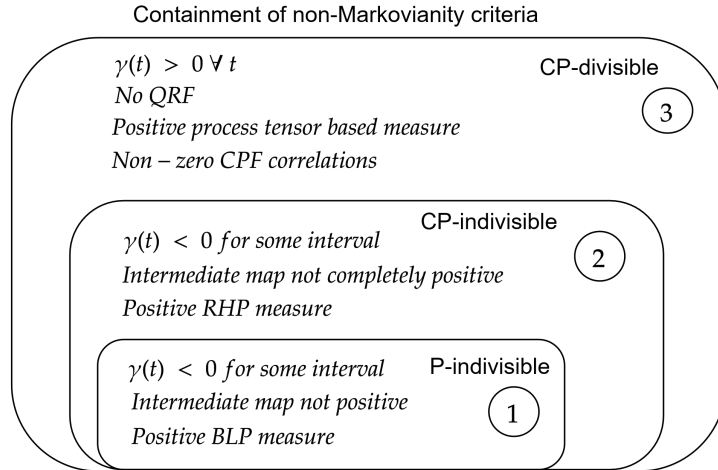 Containment of non-Markovianity criteria
γ(t) > 0 ∀ t
CP-divisible
No QRF
3
Positive process tensor based measure
Non − zero CPF correlations
CP-indivisible
γ(t) < 0 for some interval
2
Intermediate map not completely positive
Positive RHP measure
γ(t) < 0 for some interval
P-indivisible
Intermediate map not positive
1
Positive BLP measure